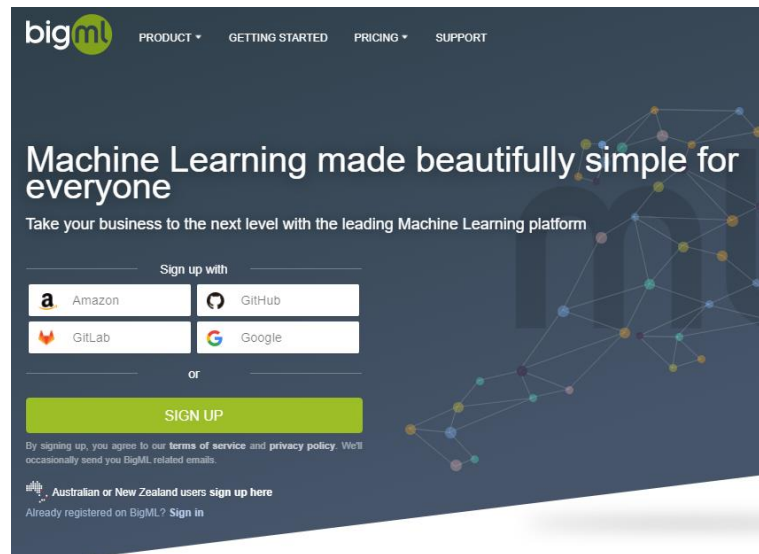 bigml PRODUCT GETTING STARTED PRICING SUPPORT
Machine Learning made beautifully simple for
everyone
Take your business to the next level with the leading Machine Learning platform
Sign up with
a Amazon GitHub
GitLab Google
or
SIGN UP
By signing up, you agree to our terms of service and privacy policy. We'll
occasionally send you BigML related emails.
Australian or New Zealand users sign up here
Already registered on BigML? Sign in
ml